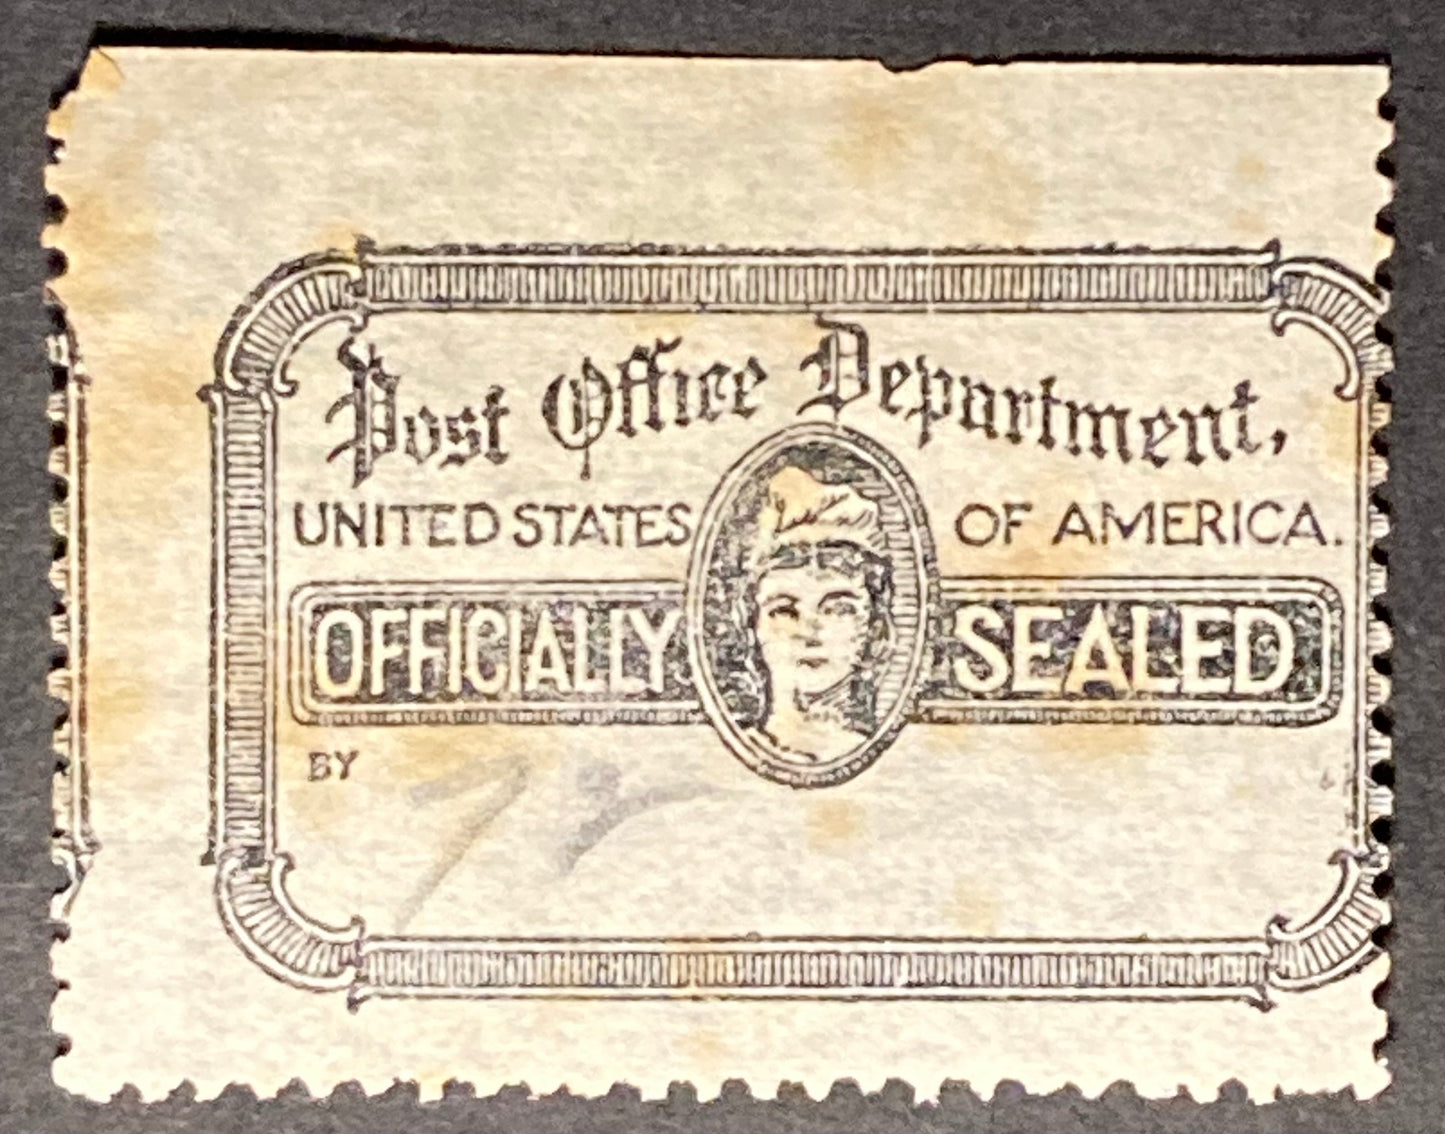 Post Office Department,
UNITED STATES OF AMERICA.
OFFICIALLY SEALED
BY